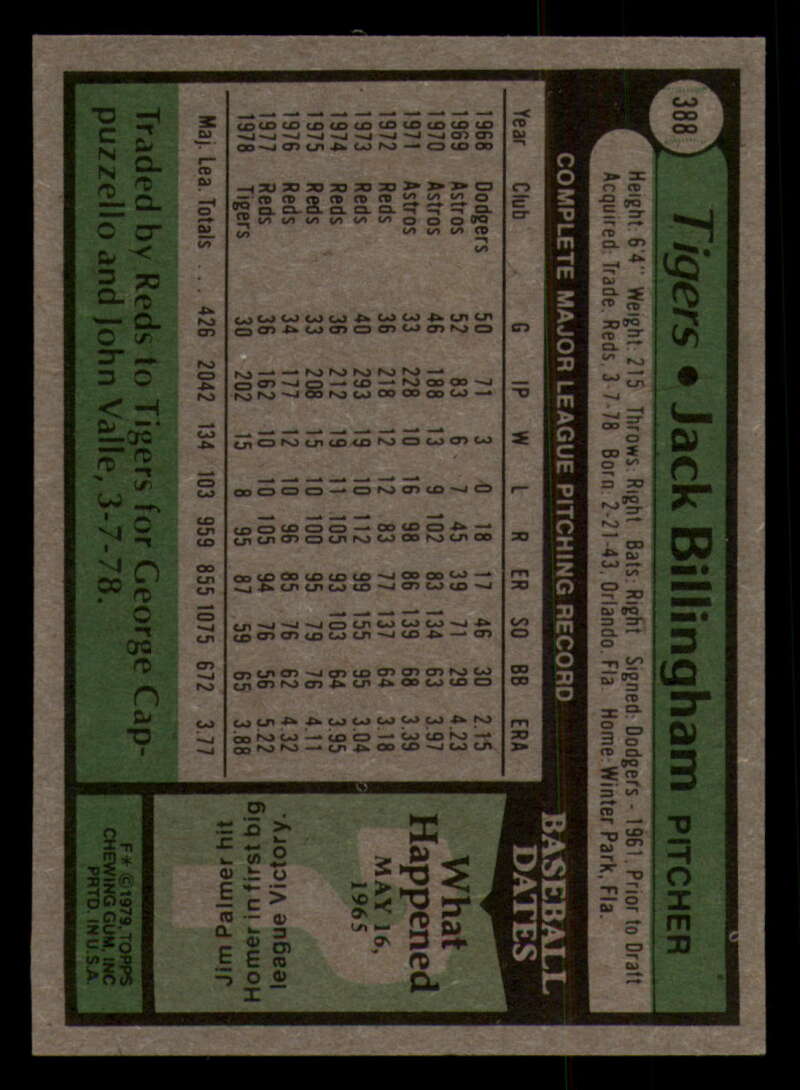 388
Tigers • Jack Billingham PITCHER
Height: 6'4" Weight: 215 Throws: Right Bats: Right Signed: Dodgers - 1961, Prior to Draft
Acquired: Trade, Reds, 3-7-78 Born: 2-21-43, Orlando, Fla. Home: Winter Park, Fla.
COMPLETE MAJOR LEAGUE PITCHING RECORD
Year Club G IP W L R ER SO BB ERA
1968 Dodgers 50 71 3 0 18 17 46 30 2.15
1969 Astros 52 83 6 7 45 39 71 29 4.23
1970 Astros 46 188 13 9 102 83 134 63 3.97
1971 Astros 33 228 10 16 98 86 139 68 3.39
1972 Reds 36 218 12 12 83 77 137 64 3.18
1973 Reds 40 293 19 10 112 99 155 95 3.04
1974 Reds 36 212 19 11 105 93 103 64 3.95
1975 Reds 33 208 15 10 100 95 79 76 4.11
1976 Reds 34 177 12 10 96 85 76 62 4.32
1977 Reds 36 162 10 10 105 94 76 56 5.22
1978 Tigers 30 202 15 8 95 87 59 65 3.88
Maj. Lea. Totals . . . . 426 2042 134 103 959 855 1075 672 3.77
Traded by Reds to Tigers for George Cap-
puzzello and John Valle, 3-7-78.
BASEBALL
DATES
What
Happened
MAY 16,
1965
Jim Palmer hit
Homer in first big
league Victory.
F* © 1979, TOPPS
CHEWING GUM, INC
PRTD. IN U.S.A.